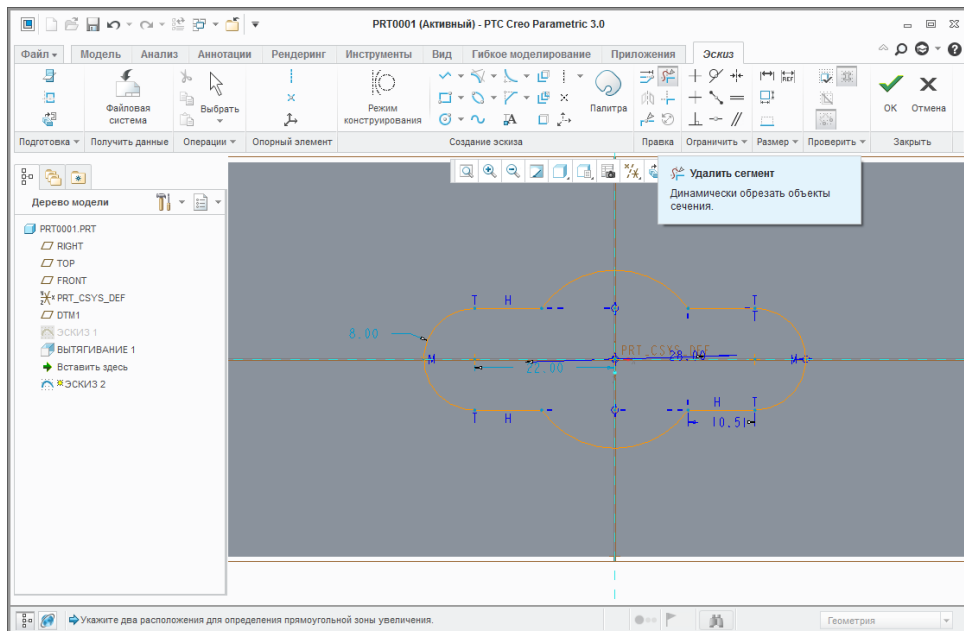 PRT0001 (Активный) - PTC Creo Parametric 3.0
Файл Модель Анализ Аннотации Рендеринг Инструменты Вид Гибкое моделирование Приложения Эскиз
Файловая система
Выбрать
Режим конструирования
Палитра
OK
Отмена
Подготовка Получить данные Операции Опорный элемент Создание эскиза Правка Ограничить Размер Проверить Закрыть
Удалить сегмент
Динамически обрезать объекты
сечения.
Дерево модели
PRT0001.PRT
RIGHT
TOP
FRONT
PRT_CSYS_DEF
DTM1
ЭСКИЗ 1
ВЫТЯГИВАНИЕ 1
Вставить здесь
ЭСКИЗ 2
T H T
8.00
M PRT_CSYS_DEF 28.00 M
22.00
T H H T
10.51
Укажите два расположения для определения прямоугольной зоны увеличения.
Геометрия